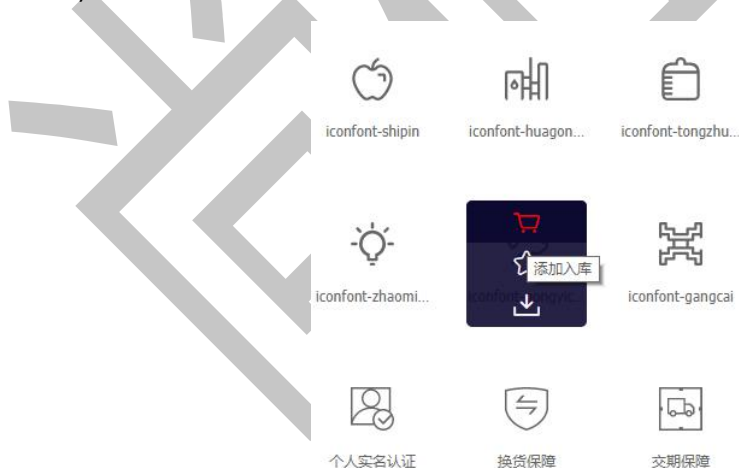 iconfont-shipin
iconfont-huagon...
iconfont-tongzhu...
添加入库
iconfont-zhaomi...
iconfont-gangcai
个人实名认证
换货保障
交期保障